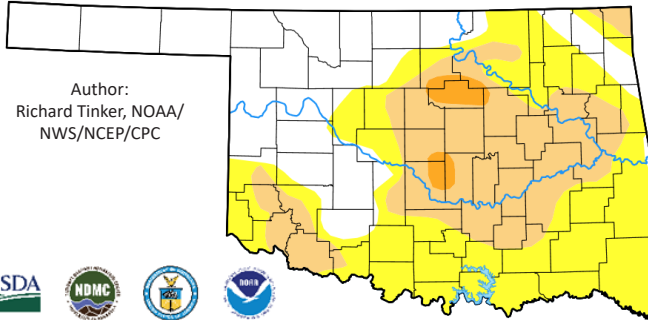 Author:
Richard Tinker, NOAA/
NWS/NCEP/CPC
SDA
NDMC
NOAA